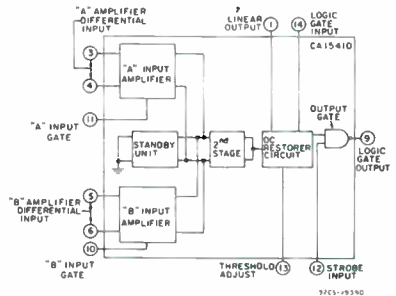 "A" AMPLIFIER
DIFFERENTIAL
INPUT
3
4
11
"A" INPUT
GATE
"A" INPUT
AMPLIFIER
?
LINEAR
OUTPUT
1
14
LOGIC
GATE
INPUT
CA15410
STANDBY
UNIT
2nd
STAGE
DC
RESTORER
CIRCUIT
OUTPUT
GATE
9
LOGIC
GATE
OUTPUT
"B" AMPLIFIER
DIFFERENTIAL
INPUT
5
6
10
"B" INPUT
GATE
"B" INPUT
AMPLIFIER
THRESHOLD
ADJUST
13
12
STROBE
INPUT